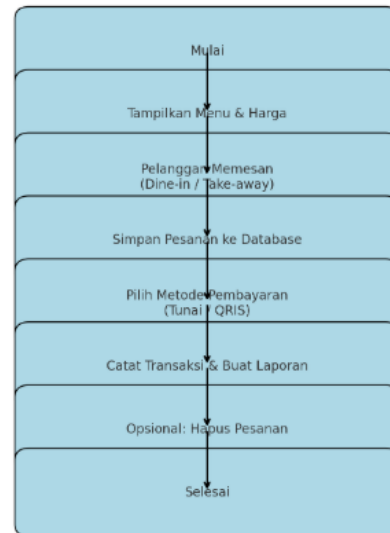 Mulai
Tampilkan Menu & Harga
Pelanggan Memesan
(Dine-in / Take-away)
Simpan Pesanan ke Database
Pilih Metode Pembayaran
(Tunai / QRIS)
Catat Transaksi & Buat Laporan
Opsional: Hapus Pesanan
Selesai